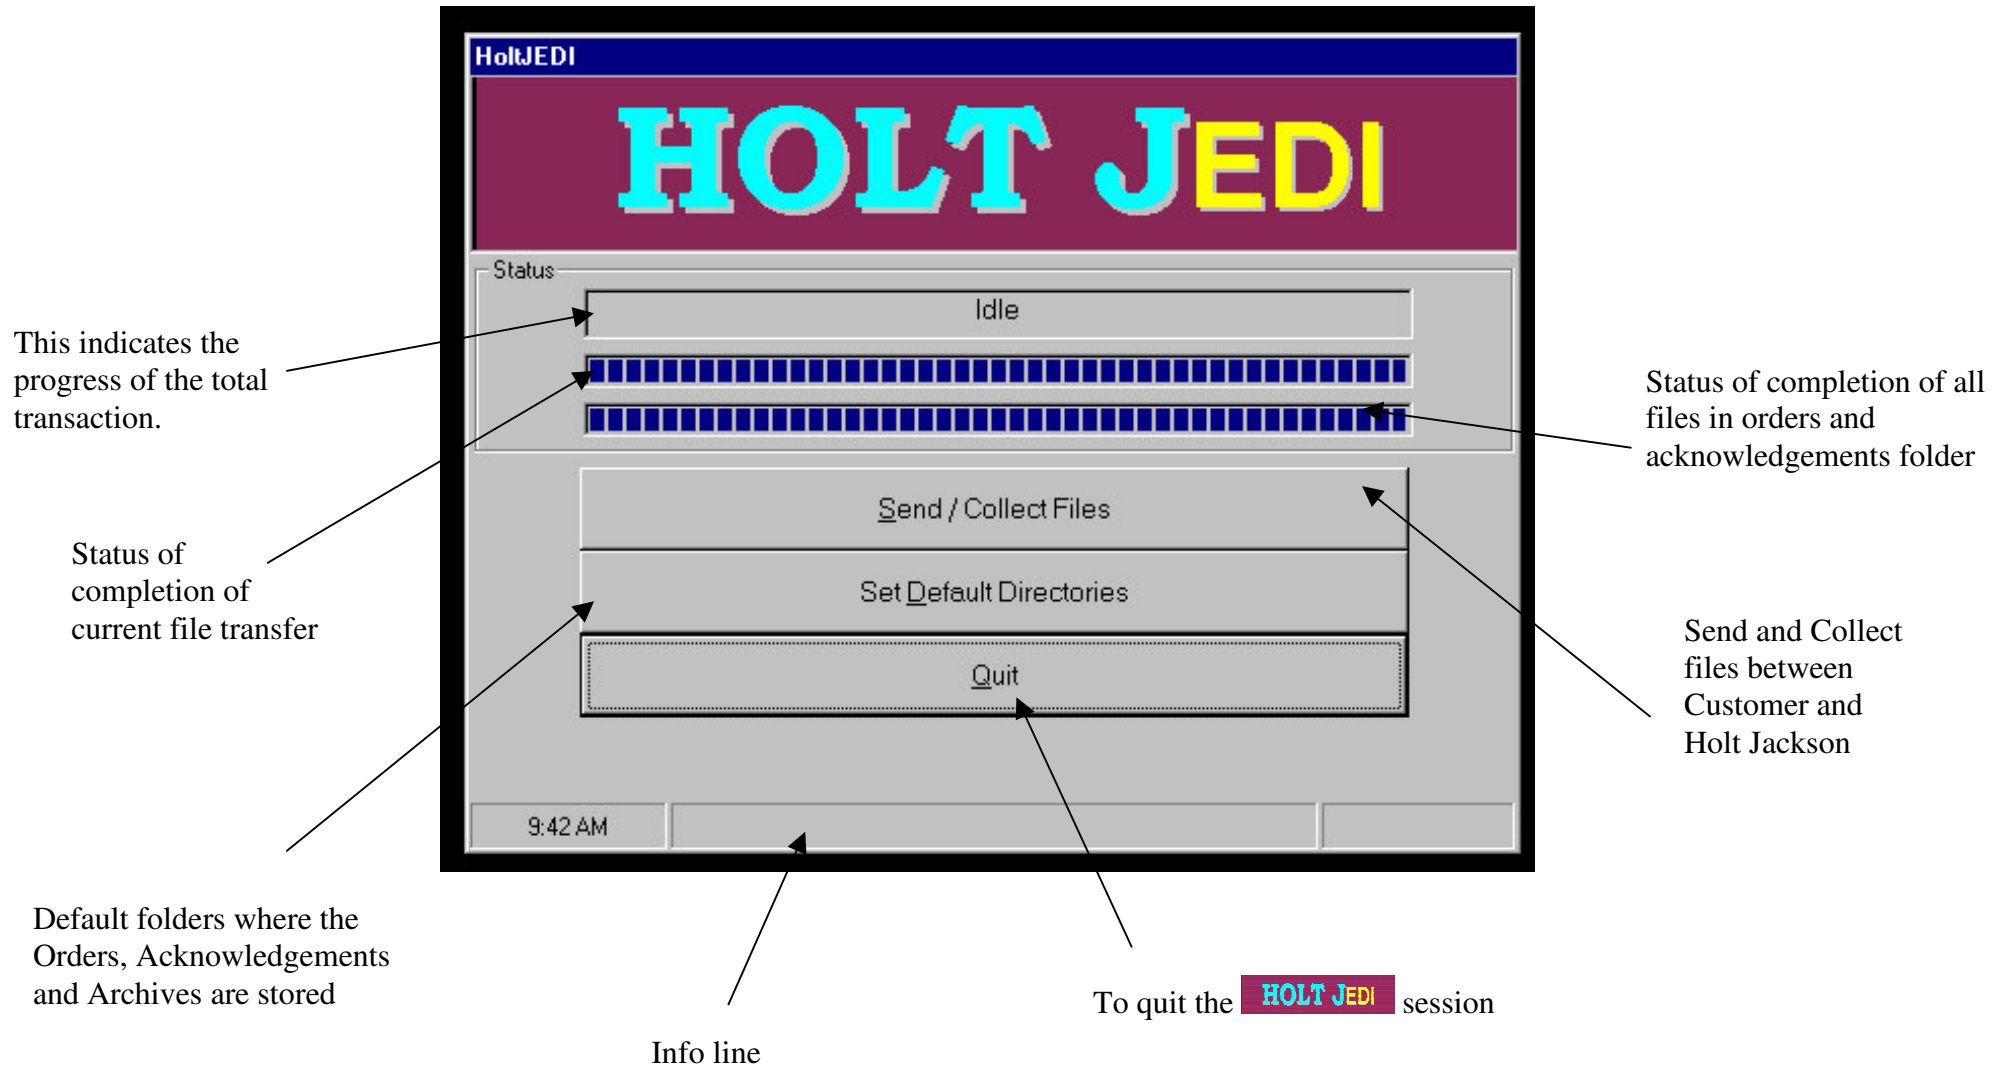 HoltJEDI
HOLT JEDI
Status
Idle
This indicates the
progress of the total
transaction.
Status of completion of all
files in orders and
acknowledgements folder
Send / Collect Files
Status of
completion of
current file transfer
Set Default Directories
Send and Collect
files between
Customer and
Holt Jackson
Quit
9:42 AM
Default folders where the
Orders, Acknowledgements
and Archives are stored
To quit the HOLT JEDI session
Info line